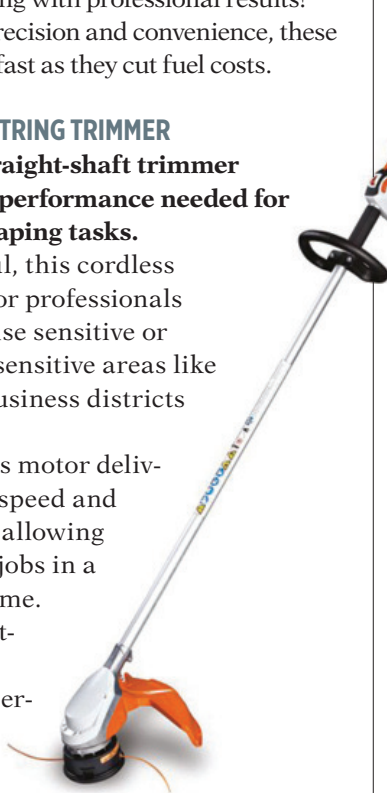 ng with professional results!
recision and convenience, these
fast as they cut fuel costs.
TRING TRIMMER
raight-shaft trimmer
performance needed for
aping tasks.
l, this cordless
or professionals
se sensitive or
sensitive areas like
usiness districts
s motor deliv-
speed and
allowing
jobs in a
me.
t-
er-